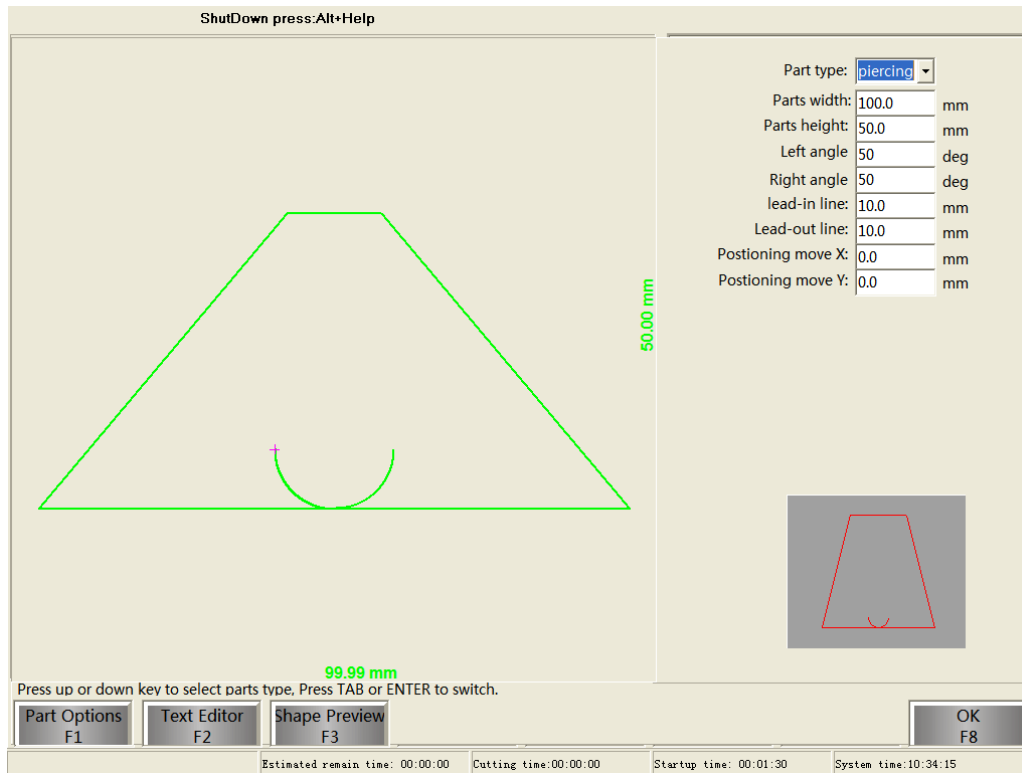 ShutDown press:Alt+Help
Part type: piercing
Parts width: 100.0 mm
Parts height: 50.0 mm
Left angle 50 deg
Right angle 50 deg
lead-in line: 10.0 mm
Lead-out line: 10.0 mm
Postioning move X: 0.0 mm
Postioning move Y: 0.0 mm
50.00 mm
99.99 mm
Press up or down key to select parts type, Press TAB or ENTER to switch.
Part Options F1
Text Editor F2
Shape Preview F3
OK F8
Estimated remain time: 00:00:00 Cutting time:00:00:00 Startup time: 00:01:30 System time:10:34:15